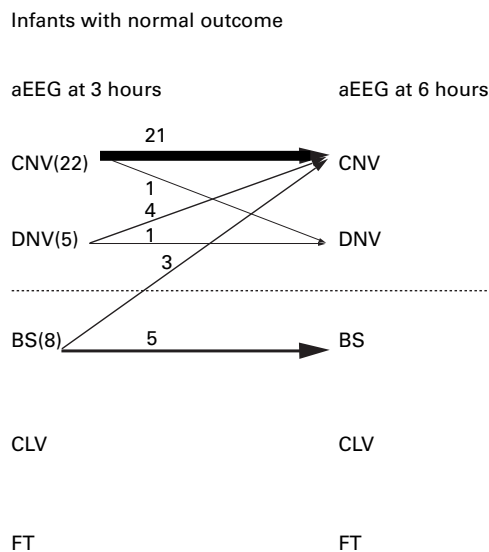 Infants with normal outcome
aEEG at 3 hours aEEG at 6 hours
21
CNV(22) CNV
1
4
DNV(5) 1 DNV
3
BS(8) 5 BS
CLV CLV
FT FT